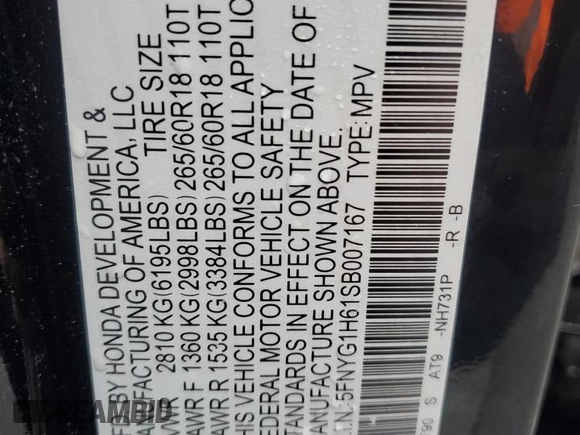 BY HONDA DEVELOPMENT &
MANUFACTURING OF AMERICA, LLC
2810 KG(6195LBS) TIRE SIZE
GAWR F 1360 KG(2998LBS) 265/60R18 110T
GAWR R 1535 KG(3384LBS) 265/60R18 110T
THIS VEHICLE CONFORMS TO ALL
FEDERAL MOTOR VEHICLE SAFETY
STANDARDS IN EFFECT ON THE DATE OF
MANUFACTURE SHOWN ABOVE.
5FNYG1H61SB007167 TYPE: MPV
S AT9 -NH731P -R -B